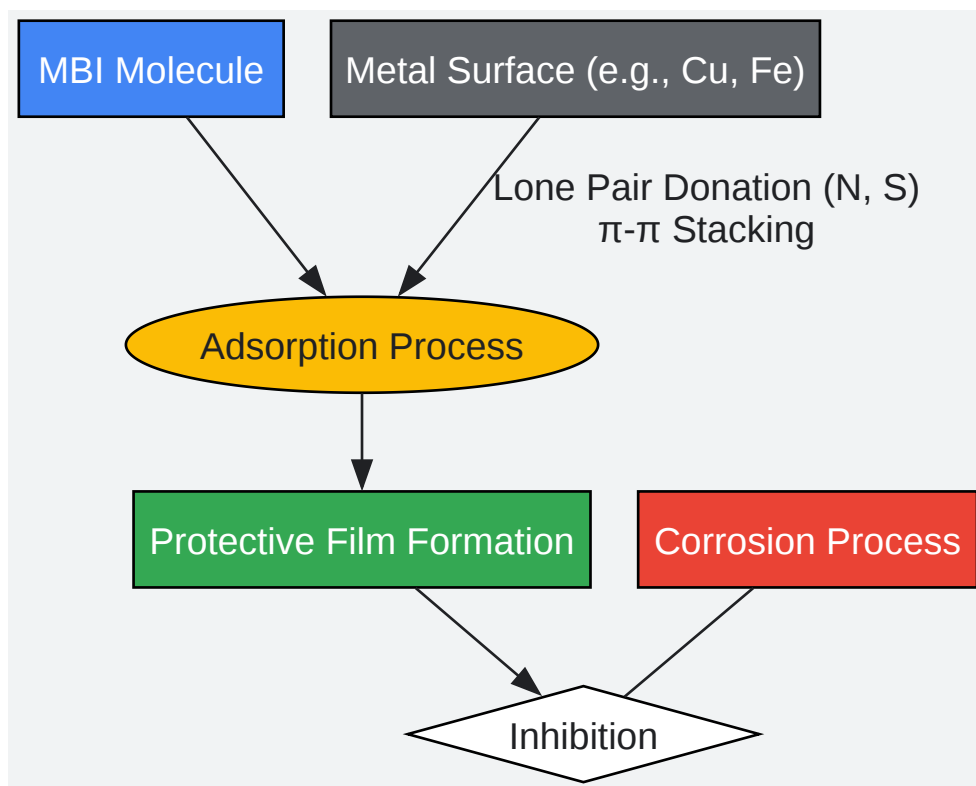 MBI Molecule
Metal Surface (e.g., Cu, Fe)
Lone Pair Donation (N, S)
π-π Stacking
Adsorption Process
Protective Film Formation
Corrosion Process
Inhibition